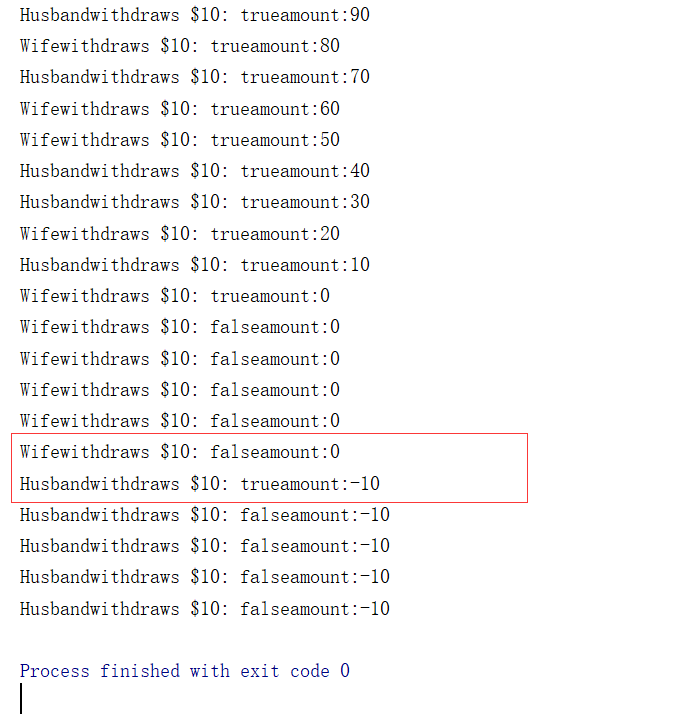 Husbandwithdraws $10: trueamount:90
Wifewithdraws $10: trueamount:80
Husbandwithdraws $10: trueamount:70
Wifewithdraws $10: trueamount:60
Wifewithdraws $10: trueamount:50
Husbandwithdraws $10: trueamount:40
Husbandwithdraws $10: trueamount:30
Wifewithdraws $10: trueamount:20
Husbandwithdraws $10: trueamount:10
Wifewithdraws $10: trueamount:0
Wifewithdraws $10: falseamount:0
Wifewithdraws $10: falseamount:0
Wifewithdraws $10: falseamount:0
Wifewithdraws $10: falseamount:0
Wifewithdraws $10: falseamount:0
Husbandwithdraws $10: trueamount:-10
Husbandwithdraws $10: falseamount:-10
Husbandwithdraws $10: falseamount:-10
Husbandwithdraws $10: falseamount:-10
Husbandwithdraws $10: falseamount:-10
Process finished with exit code 0